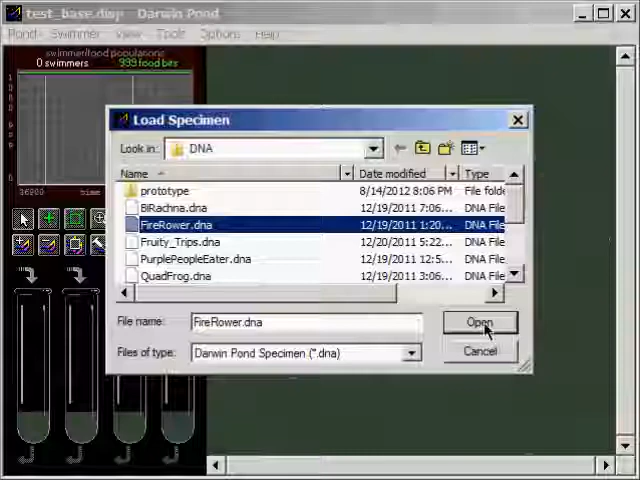 test_base.disp - Darwin Pond
Pond Swimmer View Tools Options Help
swimmer/food populations
0 swimmers 999 food bits
36900 time
Load Specimen
Look in: DNA
Name Date modified Type
prototype 8/14/2012 8:06 PM File folde
BiRachna.dna 12/19/2011 7:06... DNA File
FireRower.dna 12/19/2011 1:20... DNA File
Fruity_Trips.dna 12/20/2011 5:22... DNA File
PurplePeopleEater.dna 12/19/2011 12:5... DNA File
QuadFrog.dna 12/19/2011 3:06... DNA File
File name: FireRower.dna Open
Files of type: Darwin Pond Specimen (*.dna) Cancel